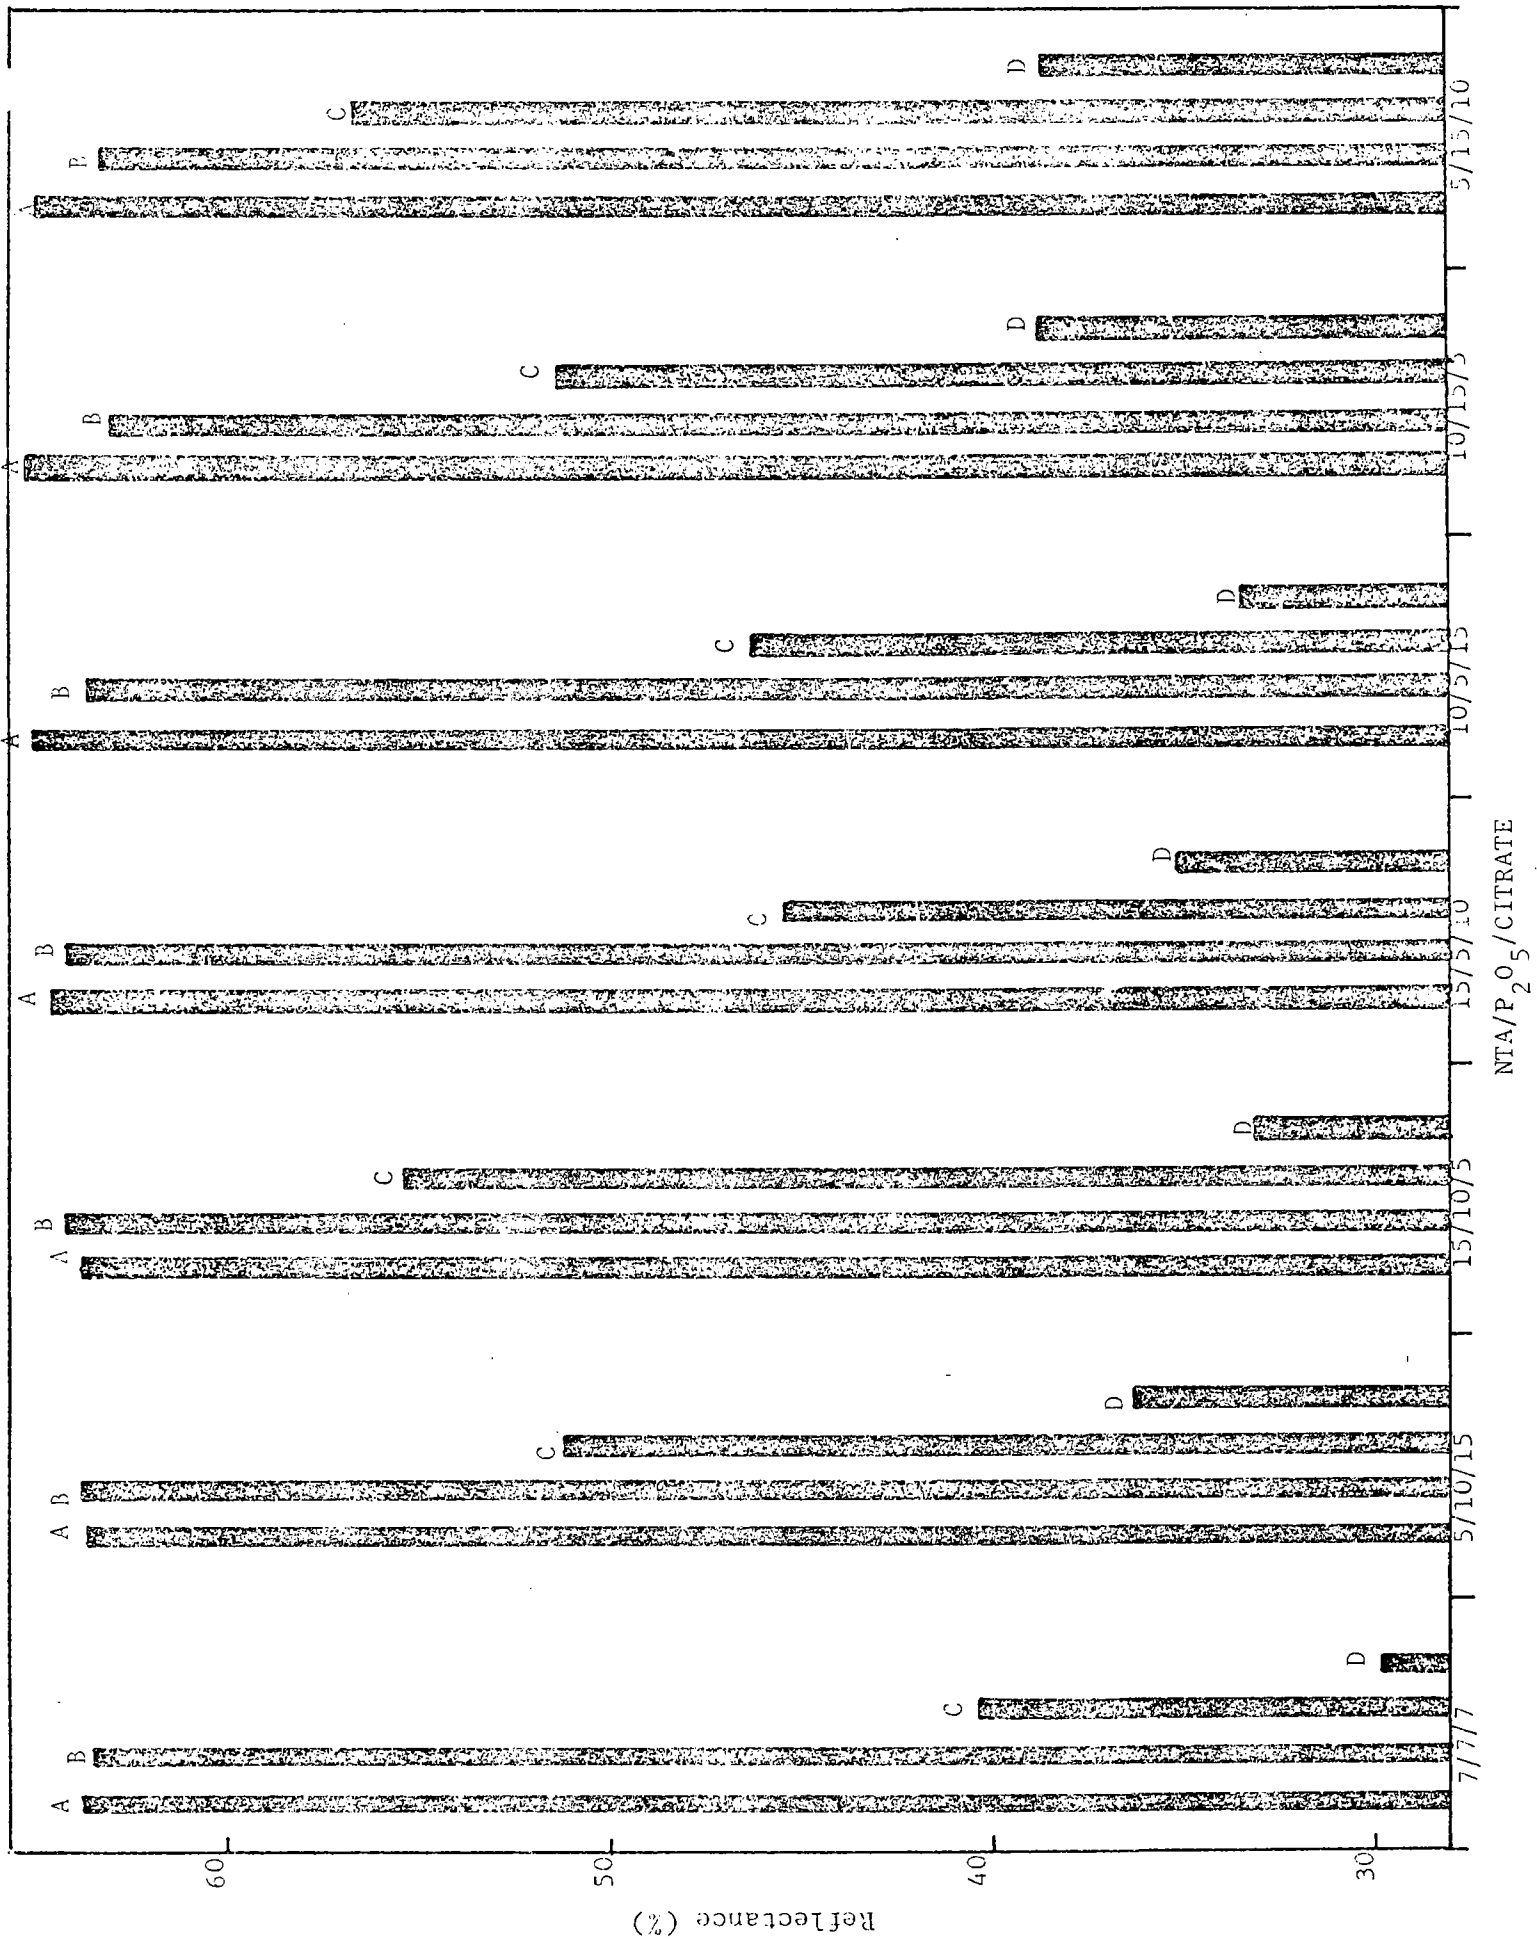 Reflectance (%)
60
50
40
30
A B C D
A B C D
A B C D
A B C D
A B C D
A B C D
A B C D
7/7/7
5/10/15
15/10/5
15/5/10
10/5/15
10/15/5
5/15/10
NTA/P2O5/CITRATE